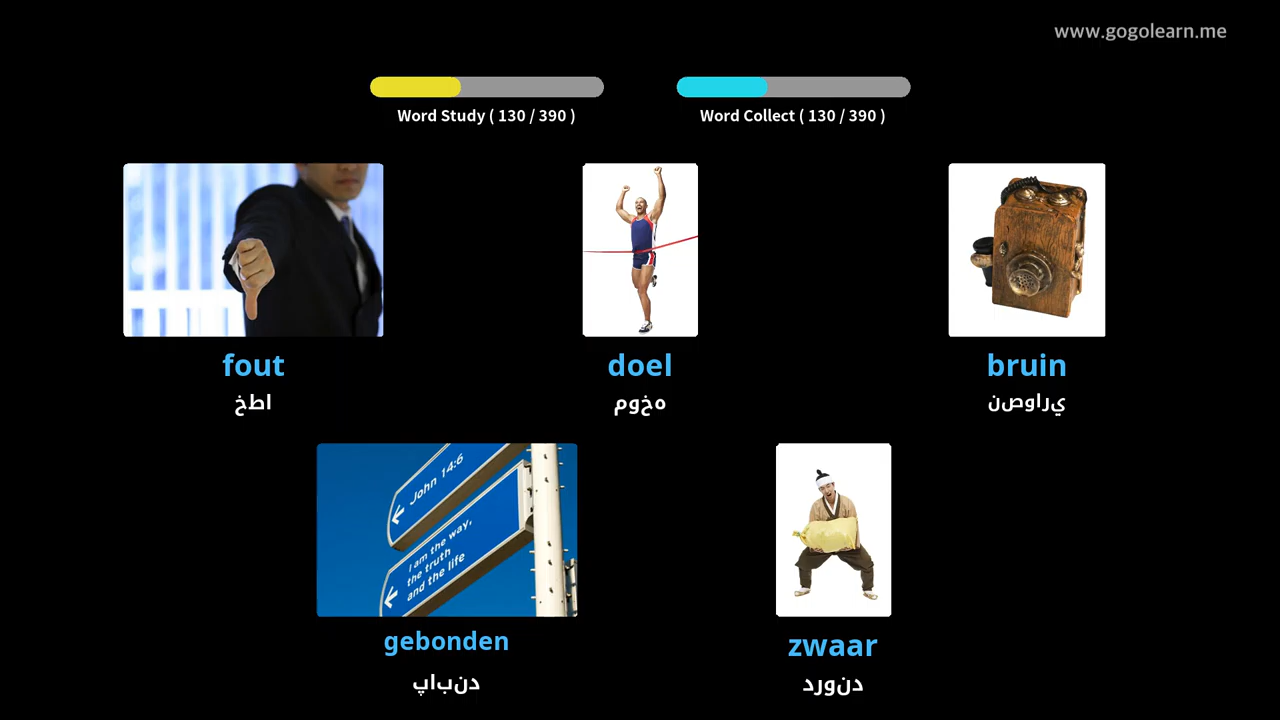 www.gogolearn.me
Word Study ( 130 / 390 )
Word Collect ( 130 / 390 )
fout
اطخ
doel
هخوم
bruin
يراوصن
John 14:6
I am the way,
the truth
and the life
gebonden
دنباپ
zwaar
دنورد